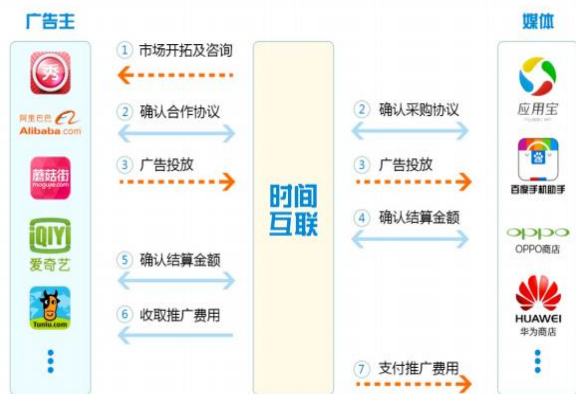 广告主
媒体
① 市场开拓及咨询
秀
应用宝
阿里巴巴
Alibaba.com
② 确认合作协议
② 确认采购协议
蘑菇街
mogujie.com
③ 广告投放
③ 广告投放
百度手机助手
时间
互联
iQIYI
爱奇艺
④ 确认结算金额
oppo
OPPO商店
⑤ 确认结算金额
Tuniu.com
⑥ 收取推广费用
HUAWEI
华为商店
⑦ 支付推广费用